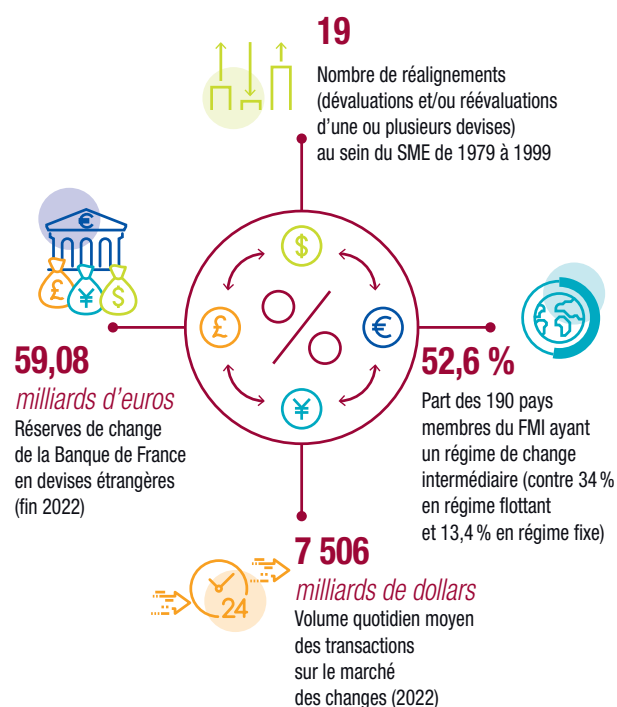 19
Nombre de réalignements
(dévaluations et/ou réévaluations
d'une ou plusieurs devises)
au sein du SME de 1979 à 1999
€
£
¥
$
$
£
€
%
¥
59,08
milliards d'euros
Réserves de change
de la Banque de France
en devises étrangères
(fin 2022)
52,6 %
Part des 190 pays
membres du FMI ayant
un régime de change
intermédiaire (contre 34 %
en régime flottant
et 13,4 % en régime fixe)
24
7 506
milliards de dollars
Volume quotidien moyen
des transactions
sur le marché
des changes (2022)